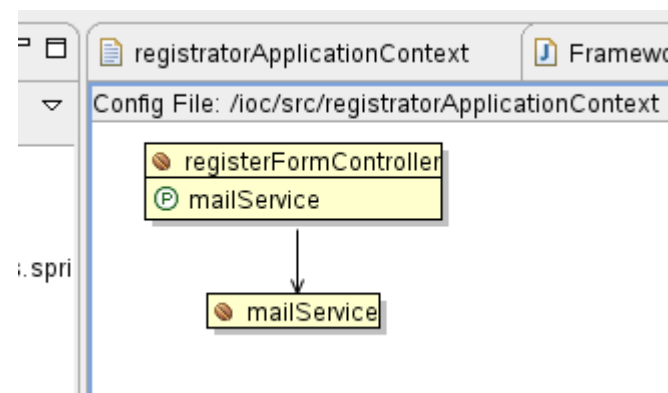 registratorApplicationContext
J Framewo
Config File: /ioc/src/registratorApplicationContext
registerFormController
P mailService
s.spri
mailService